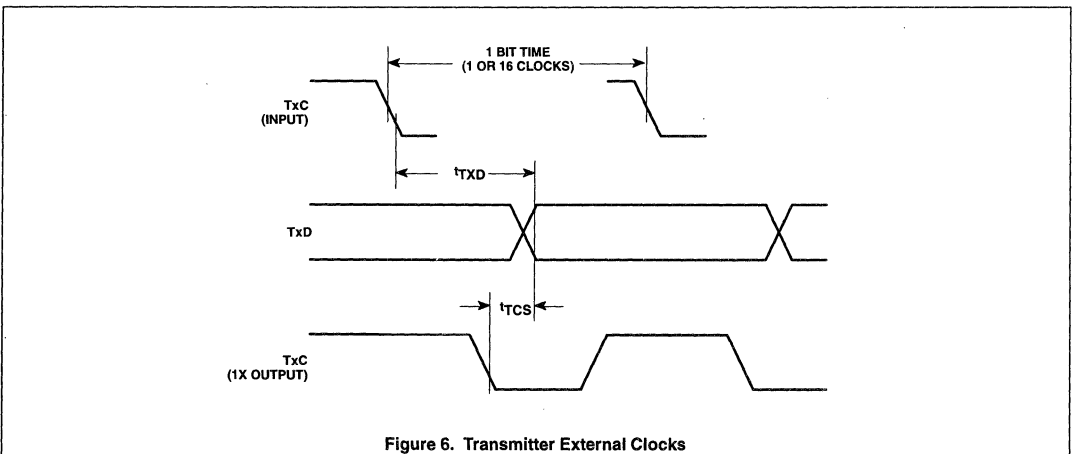 1 BIT TIME
(1 OR 16 CLOCKS)
TxC
(INPUT)
tTXD
TxD
tTCS
TxC
(1X OUTPUT)
Figure 6. Transmitter External Clocks